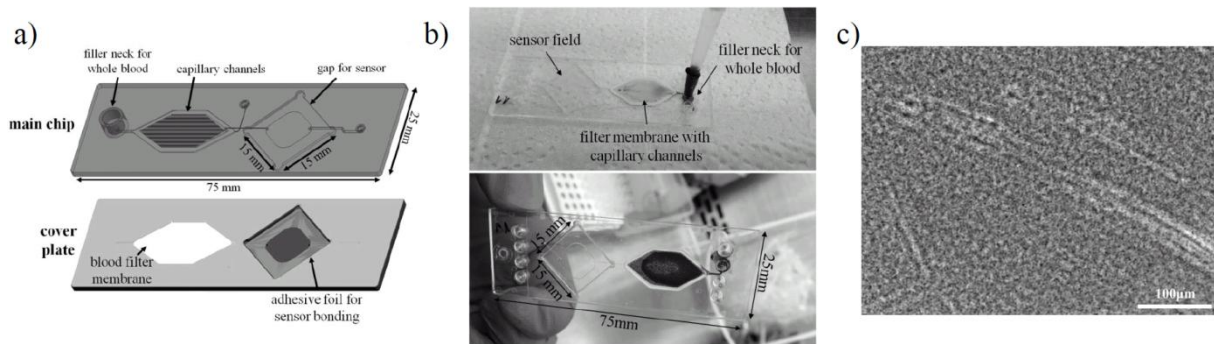 a)
filler neck for
whole blood
capillary channels
gap for sensor
main chip
25 mm
15 mm
15 mm
75 mm
cover
plate
blood filter
membrane
adhesive foil for
sensor bonding
b)
sensor field
filler neck for
whole blood
filter membrane with
capillary channels
15 mm
15 mm
25mm
75mm
c)
100μm